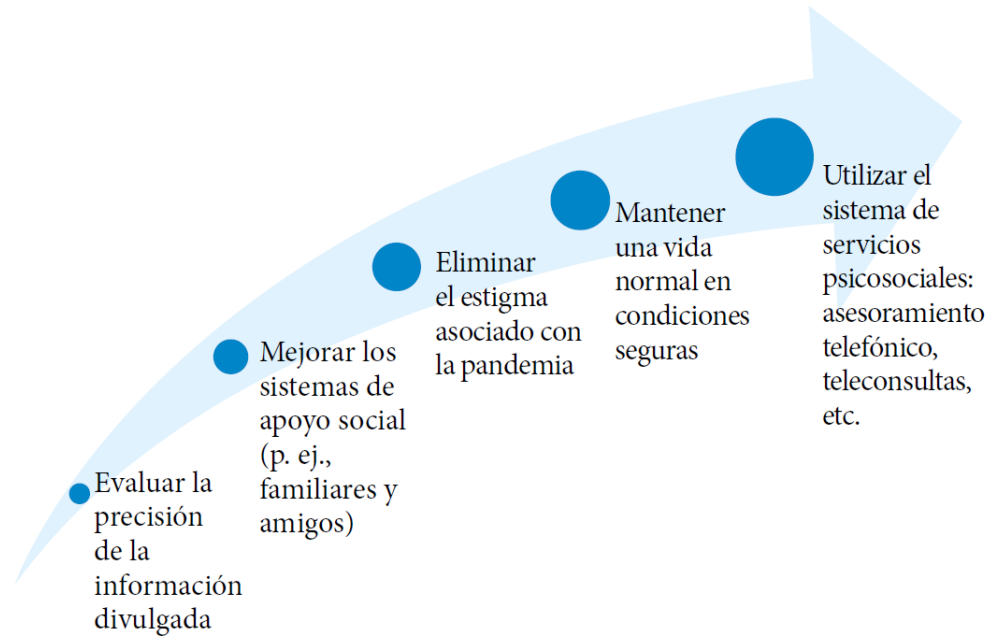 Evaluar la
precisión
de la
información
divulgada
Mejorar los
sistemas de
apoyo social
(p. ej.,
familiares y
amigos)
Eliminar
el estigma
asociado con
la pandemia
Mantener
una vida
normal en
condiciones
seguras
Utilizar el
sistema de
servicios
psicosociales:
asesoramiento
telefónico,
teleconsultas,
etc.